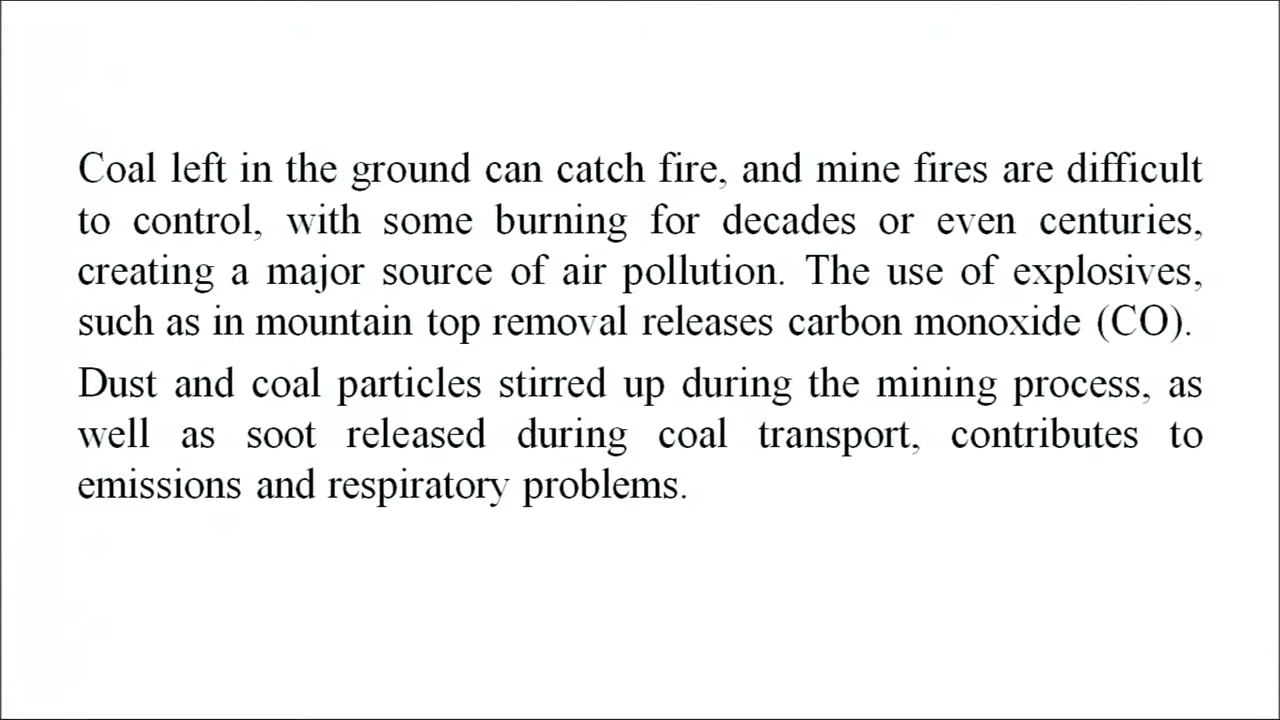 Coal left in the ground can catch fire, and mine fires are difficult
to control, with some burning for decades or even centuries,
creating a major source of air pollution. The use of explosives,
such as in mountain top removal releases carbon monoxide (CO).
Dust and coal particles stirred up during the mining process, as
well as soot released during coal transport, contributes to
emissions and respiratory problems.